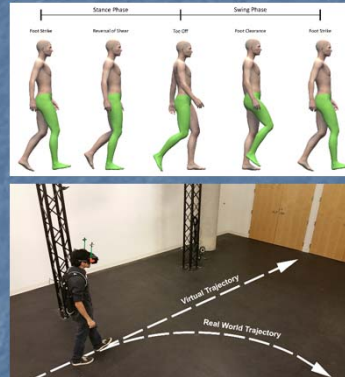 Stance Phase
Swing Phase
Foot Strike
Reversal of Shear
Toe Off
Foot Clearance
Foot Strike
Virtual Trajectory
Real World Trajectory